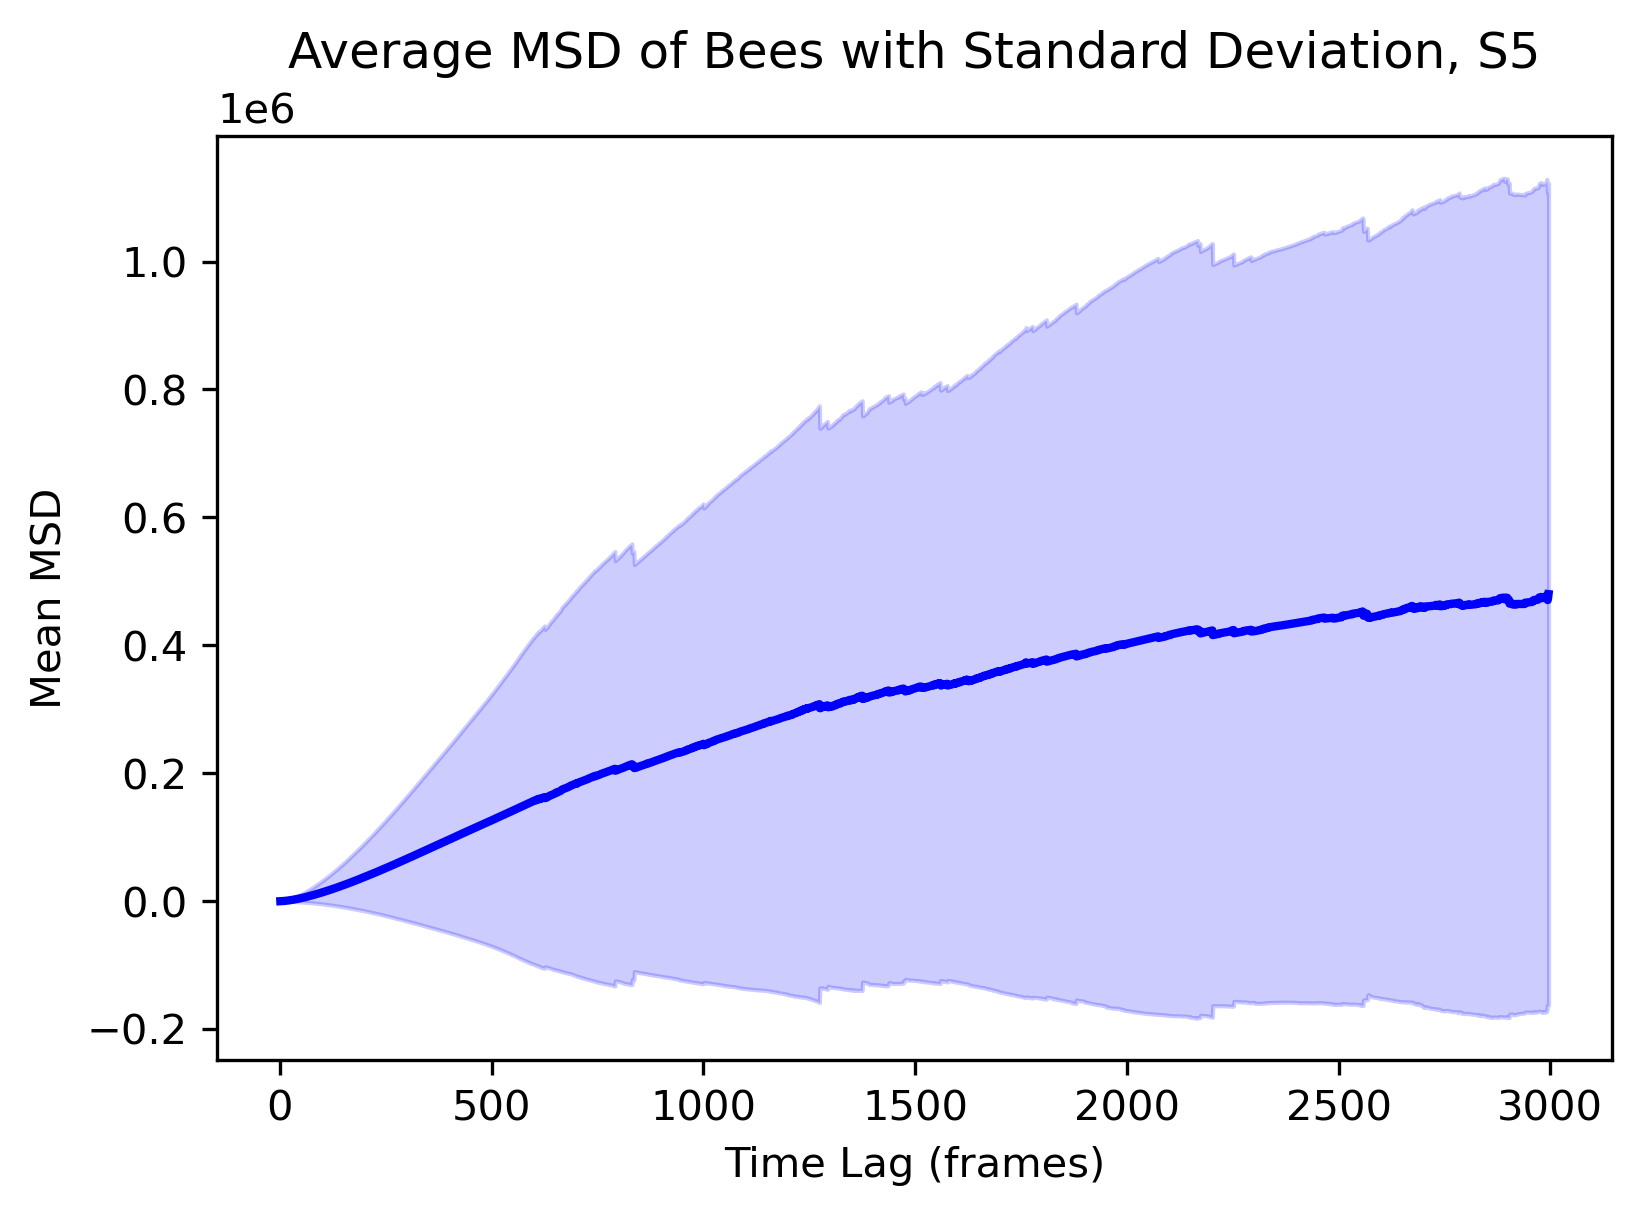 Average MSD of Bees with Standard Deviation, S5
1e6
Mean MSD
1.0
0.8
0.6
0.4
0.2
0.0
−0.2
0 500 1000 1500 2000 2500 3000
Time Lag (frames)